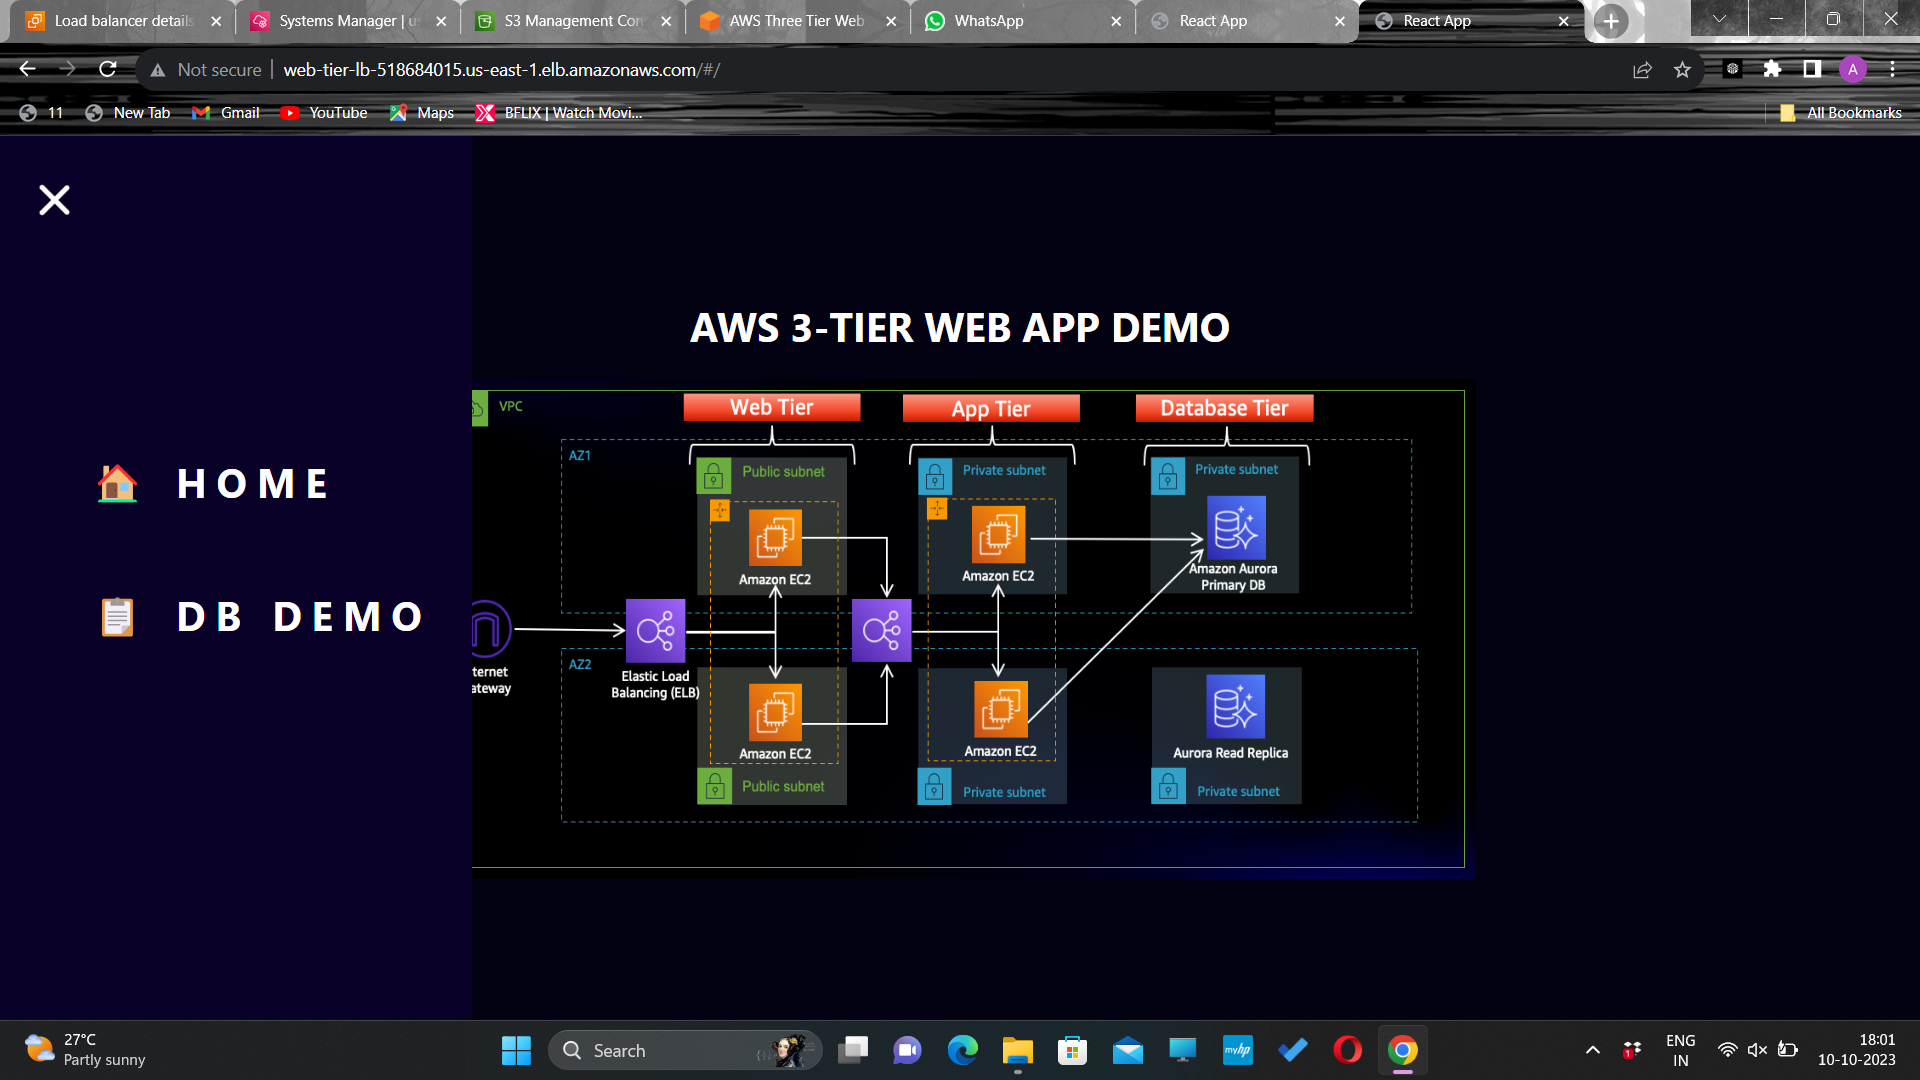 Load balancer details
Systems Manager | u
S3 Management Con
AWS Three Tier Web
WhatsApp
React App
React App
Not secure
web-tier-lb-518684015.us-east-1.elb.amazonaws.com/#/
A
11
New Tab
Gmail
YouTube
Maps
BFLIX | Watch Movi...
All Bookmarks
HOME
DB DEMO
AWS 3-TIER WEB APP DEMO
VPC
Web Tier
App Tier
Database Tier
AZ1
Public subnet
Private subnet
Private subnet
Amazon EC2
Amazon EC2
Amazon Aurora
Primary DB
AZ2
nternet
ateway
Elastic Load
Balancing (ELB)
Amazon EC2
Amazon EC2
Aurora Read Replica
Public subnet
Private subnet
Private subnet
27°C
Partly sunny
Search
myhp
1
ENG
IN
18:01
10-10-2023